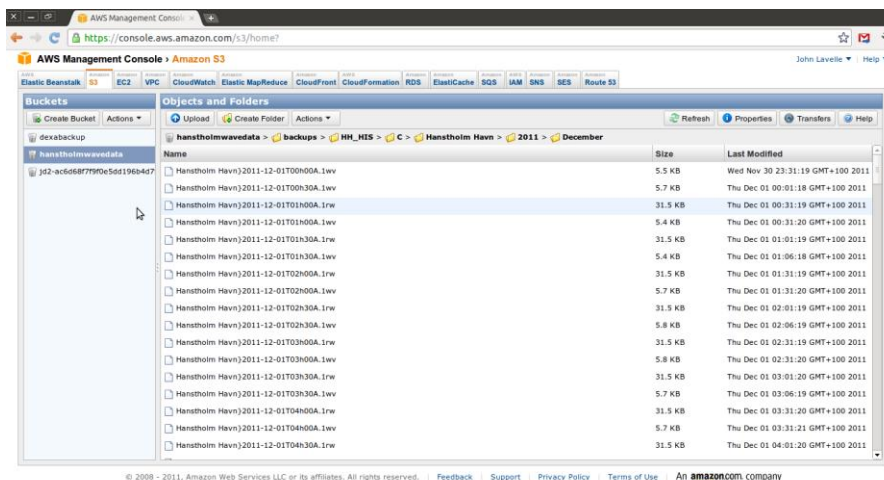 AWS Management Consol
https://console.aws.amazon.com/s3/home?
AWS Management Console > Amazon S3
John Lavelle ▼ | Help
AWS Elastic Beanstalk
Amazon S3
Amazon EC2
Amazon VPC
Amazon CloudWatch
Amazon Elastic MapReduce
Amazon CloudFront
AWS CloudFormation
Amazon RDS
Amazon ElastiCache
Amazon SQS
AWS IAM
Amazon SNS
Amazon SES
Amazon Route 53
Buckets
Create Bucket Actions ▼
dexabackup
hanstholmwavedata
Objects and Folders
Upload Create Folder Actions ▼ Refresh Properties Transfers Help
hanstholmwavedata > backups > HH_HIS > C > Hanstholm Havn > 2011 > December
Name Size Last Modified
Hanstholm Havn}2011-12-01T00h00A.1wv 5.5 KB Wed Nov 30 23:31:19 GMT+100 2011
Hanstholm Havn}2011-12-01T00h30A.1wv 5.7 KB Thu Dec 01 00:01:18 GMT+100 2011
Hanstholm Havn}2011-12-01T01h00A.1rw 31.5 KB Thu Dec 01 00:31:19 GMT+100 2011
Hanstholm Havn}2011-12-01T01h00A.1wv 5.4 KB Thu Dec 01 00:31:19 GMT+100 2011
Hanstholm Havn}2011-12-01T01h30A.1rw 31.5 KB Thu Dec 01 01:01:19 GMT+100 2011
Hanstholm Havn}2011-12-01T01h30A.1wv 5.4 KB Thu Dec 01 01:06:18 GMT+100 2011
Hanstholm Havn}2011-12-01T02h00A.1rw 31.5 KB Thu Dec 01 01:31:19 GMT+100 2011
Hanstholm Havn}2011-12-01T02h00A.1wv 5.7 KB Thu Dec 01 01:31:20 GMT+100 2011
Hanstholm Havn}2011-12-01T02h30A.1rw 31.5 KB Thu Dec 01 02:01:19 GMT+100 2011
Hanstholm Havn}2011-12-01T02h30A.1wv 5.8 KB Thu Dec 01 02:06:19 GMT+100 2011
Hanstholm Havn}2011-12-01T03h00A.1rw 31.5 KB Thu Dec 01 02:31:19 GMT+100 2011
Hanstholm Havn}2011-12-01T03h00A.1wv 5.8 KB Thu Dec 01 02:31:20 GMT+100 2011
Hanstholm Havn}2011-12-01T03h30A.1rw 31.5 KB Thu Dec 01 03:01:20 GMT+100 2011
Hanstholm Havn}2011-12-01T03h30A.1wv 5.7 KB Thu Dec 01 03:06:19 GMT+100 2011
Hanstholm Havn}2011-12-01T04h00A.1rw 31.5 KB Thu Dec 01 03:31:20 GMT+100 2011
Hanstholm Havn}2011-12-01T04h00A.1wv 5.7 KB Thu Dec 01 03:31:21 GMT+100 2011
Hanstholm Havn}2011-12-01T04h30A.1rw 31.5 KB Thu Dec 01 04:01:20 GMT+100 2011
© 2008 - 2011, Amazon Web Services LLC or its affiliates. All rights reserved. | Feedback | Support | Privacy Policy | Terms of Use | An amazon.com. company